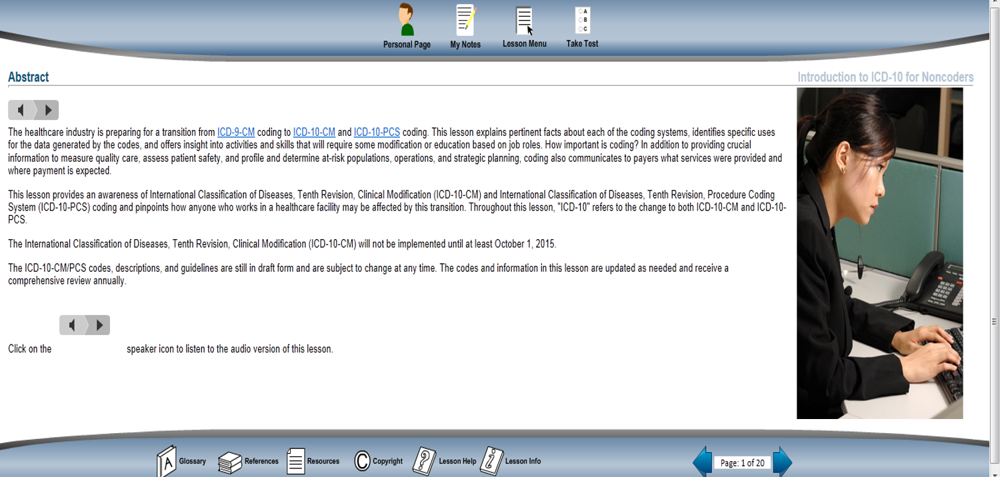 Personal Page
My Notes
Lesson Menu
A
B
C
Take Test
Abstract
Introduction to ICD-10 for Noncoders
The healthcare industry is preparing for a transition from ICD-9-CM coding to ICD-10-CM and ICD-10-PCS coding. This lesson explains pertinent facts about each of the coding systems, identifies specific uses
for the data generated by the codes, and offers insight into activities and skills that will require some modification or education based on job roles. How important is coding? In addition to providing crucial
information to measure quality care, assess patient safety, and profile and determine at-risk populations, operations, and strategic planning, coding also communicates to payers what services were provided and
where payment is expected.
This lesson provides an awareness of International Classification of Diseases, Tenth Revision, Clinical Modification (ICD-10-CM) and International Classification of Diseases, Tenth Revision, Procedure Coding
System (ICD-10-PCS) coding and pinpoints how anyone who works in a healthcare facility may be affected by this transition. Throughout this lesson, "ICD-10" refers to the change to both ICD-10-CM and ICD-10-
PCS.
The International Classification of Diseases, Tenth Revision, Clinical Modification (ICD-10-CM) will not be implemented until at least October 1, 2015.
The ICD-10-CM/PCS codes, descriptions, and guidelines are still in draft form and are subject to change at any time. The codes and information in this lesson are updated as needed and receive a
comprehensive review annually.
Click on the speaker icon to listen to the audio version of this lesson.
A Glossary
References
Resources
© Copyright
? Lesson Help
i Lesson Info
Page: 1 of 20